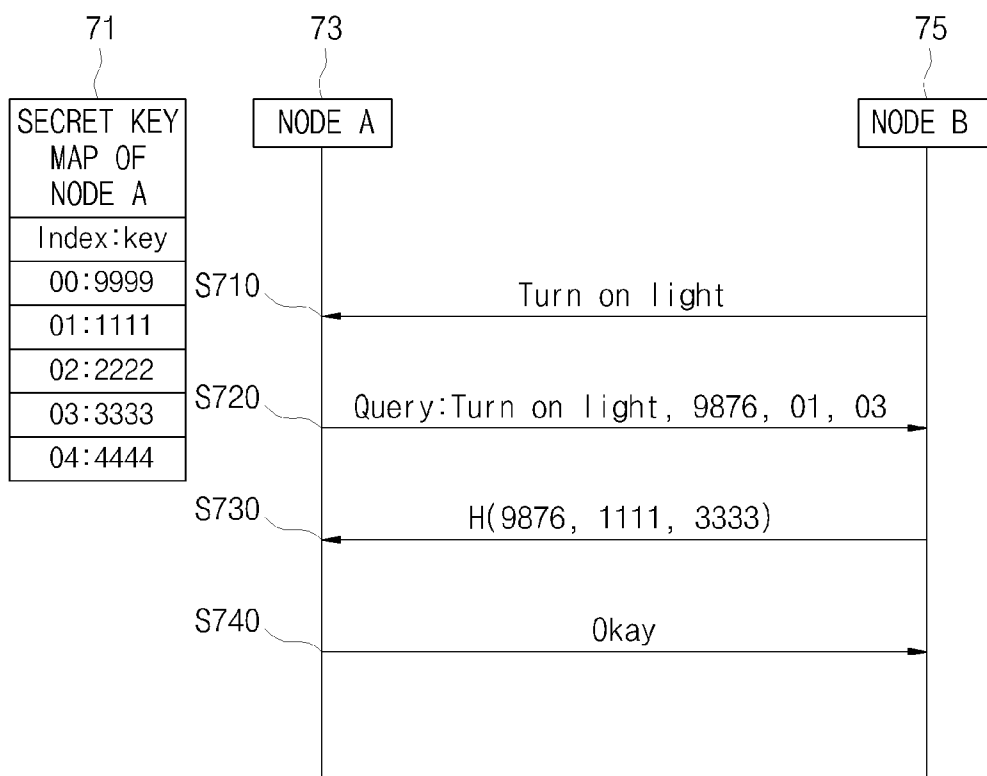 71
73
75
SECRET KEY
MAP OF
NODE A
Index:key
00:9999
01:1111
02:2222
03:3333
04:4444
NODE A
NODE B
S710
Turn on light
S720
Query:Turn on light, 9876, 01, 03
S730
H(9876, 1111, 3333)
S740
Okay